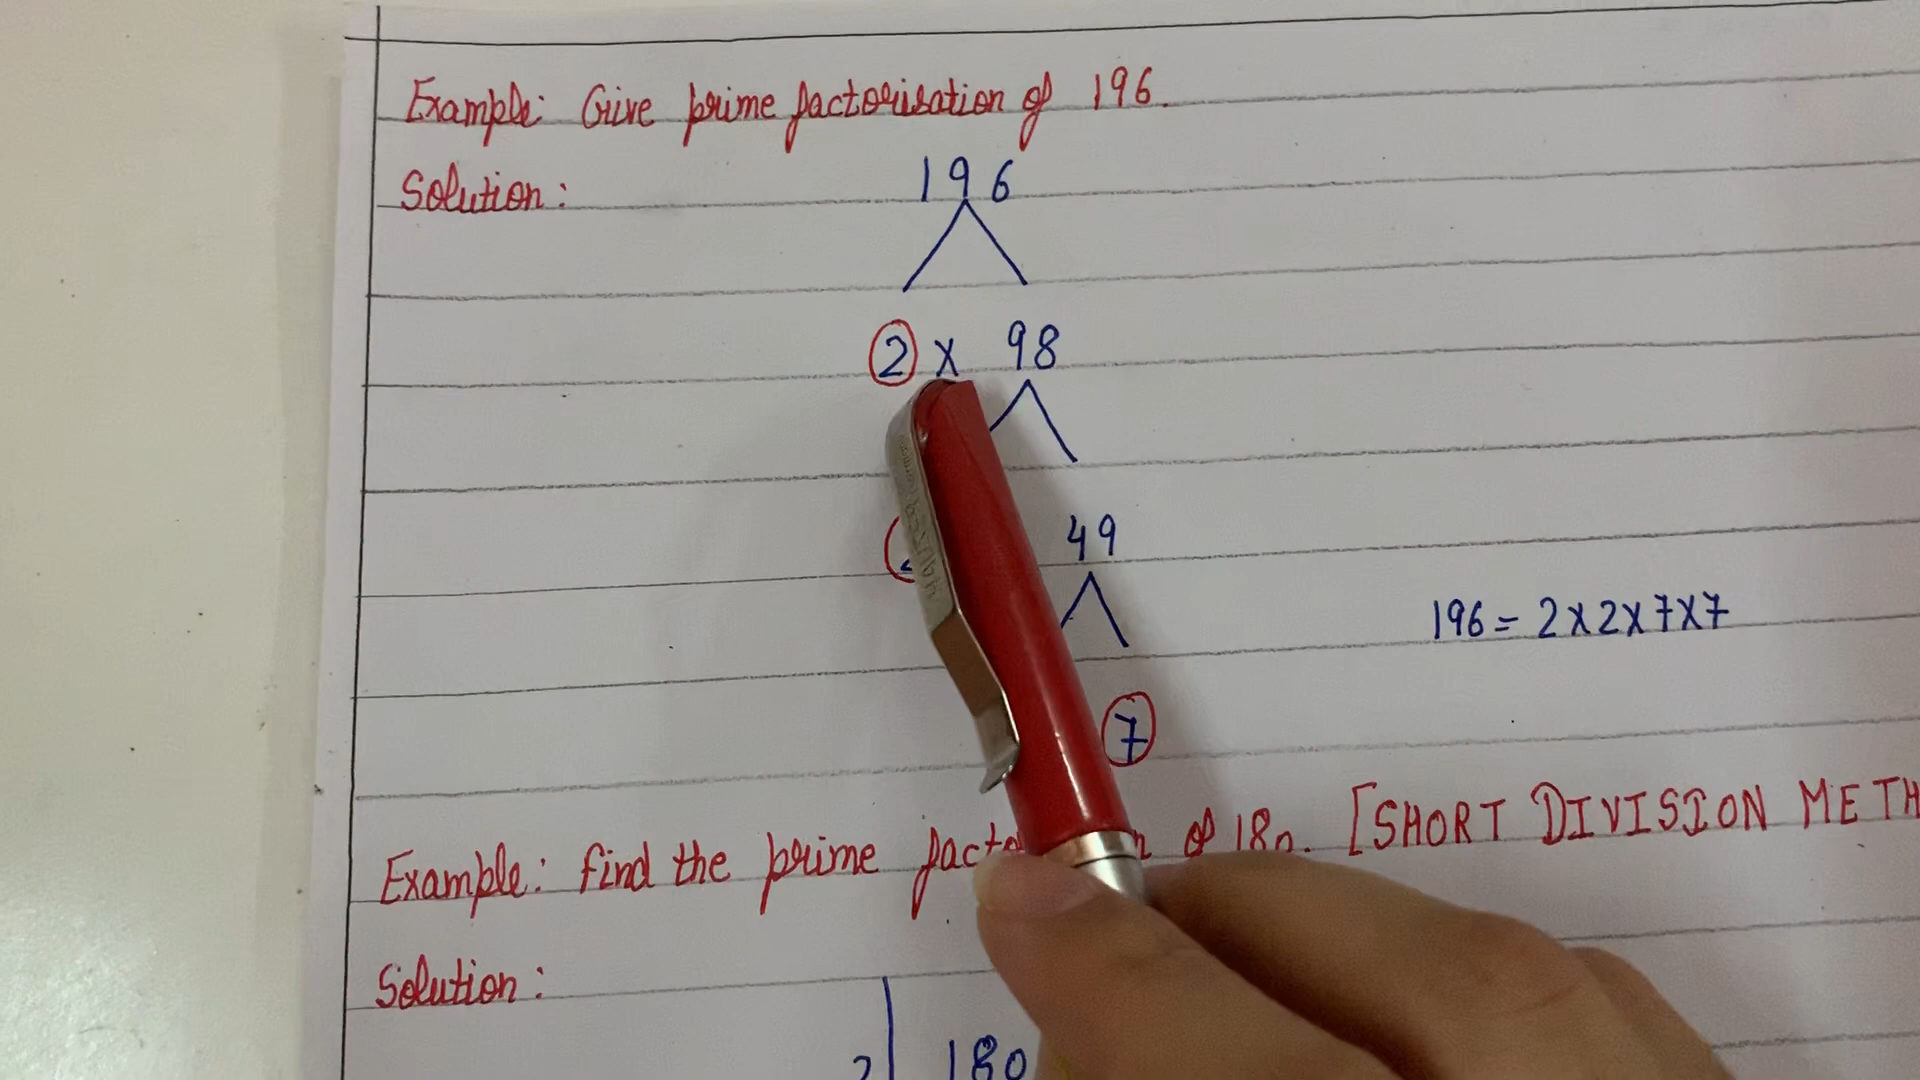 Example: Give prime factorisation of 196.
Solution:
196
2 x 98
49
196 = 2x2x7x7
7
Example: find the prime of 180. [SHORT DIVISION METH
Solution:
2 180